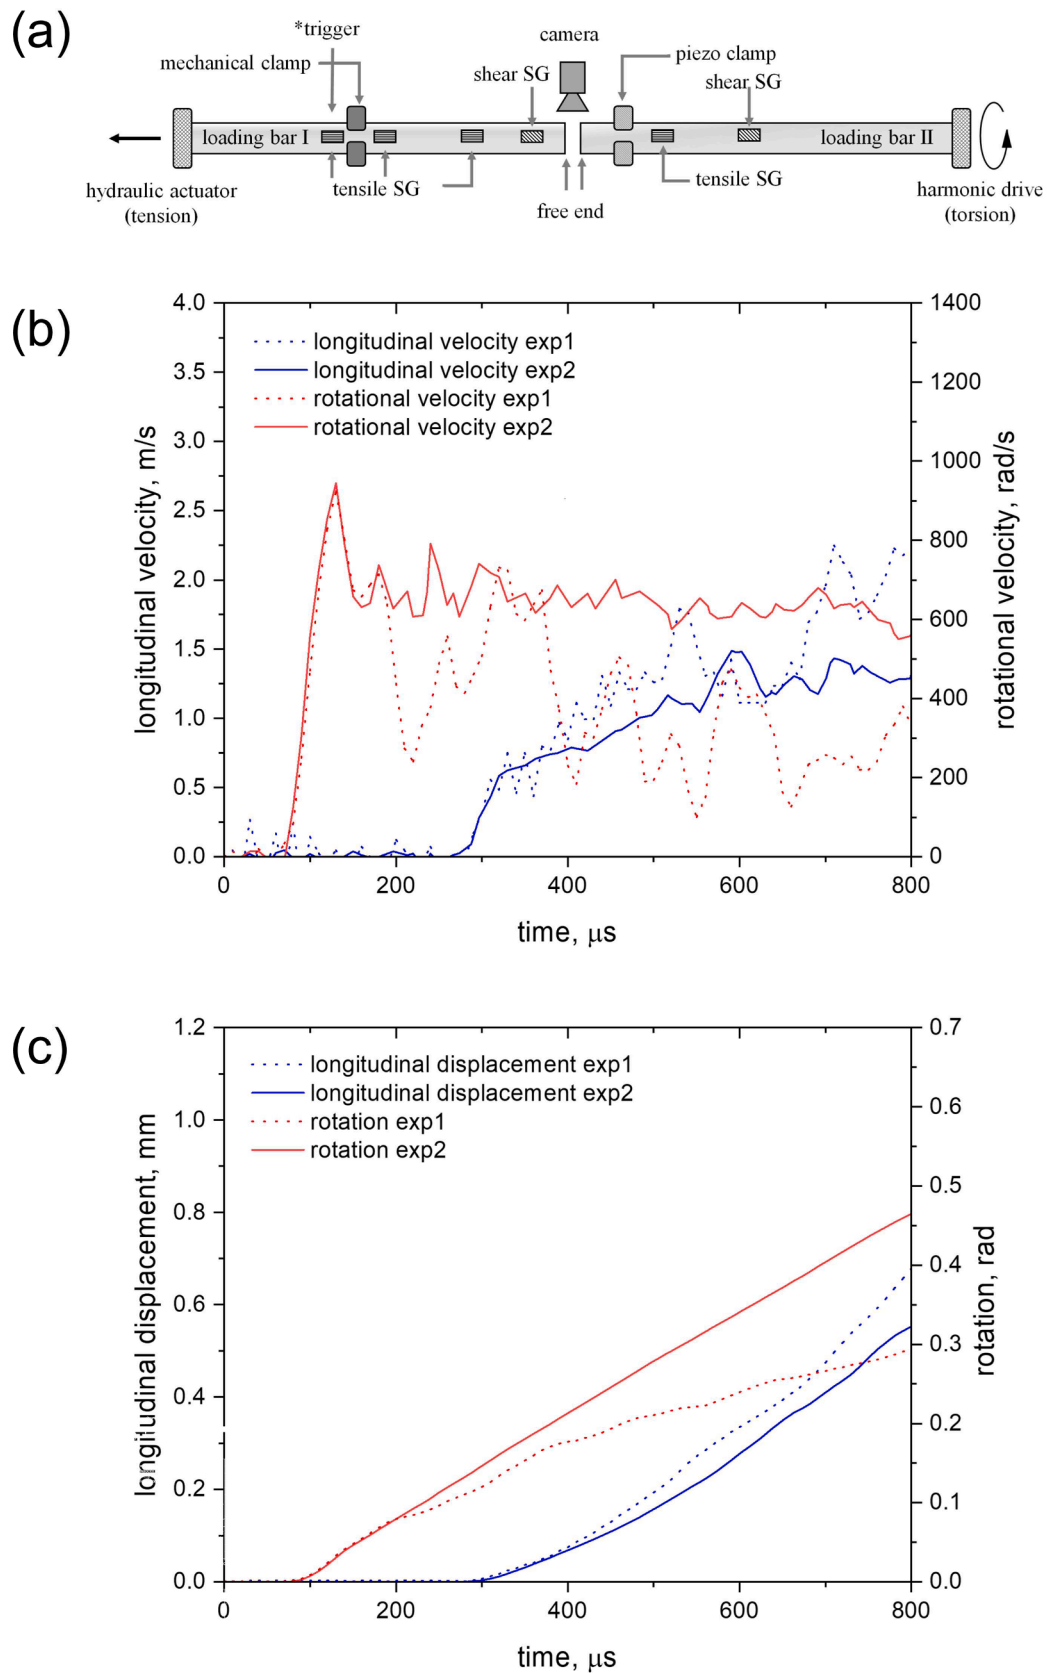 (a)
*trigger
camera
mechanical clamp
piezo clamp
shear SG
shear SG
loading bar I
loading bar II
tensile SG
tensile SG
hydraulic actuator
(tension)
free end
harmonic drive
(torsion)
(b)
longitudinal velocity exp1
longitudinal velocity exp2
rotational velocity exp1
rotational velocity exp2
4.0
3.5
3.0
2.5
2.0
1.5
1.0
0.5
0.0
longitudinal velocity, m/s
1400
1200
1000
800
600
400
200
0
rotational velocity, rad/s
0
200
400
600
800
time, μs
(c)
longitudinal displacement exp1
longitudinal displacement exp2
rotation exp1
rotation exp2
1.2
1.0
0.8
0.6
0.4
0.2
0.0
longitudinal displacement, mm
0.7
0.6
0.5
0.4
0.3
0.2
0.1
0.0
rotation, rad
0
200
400
600
800
time, μs